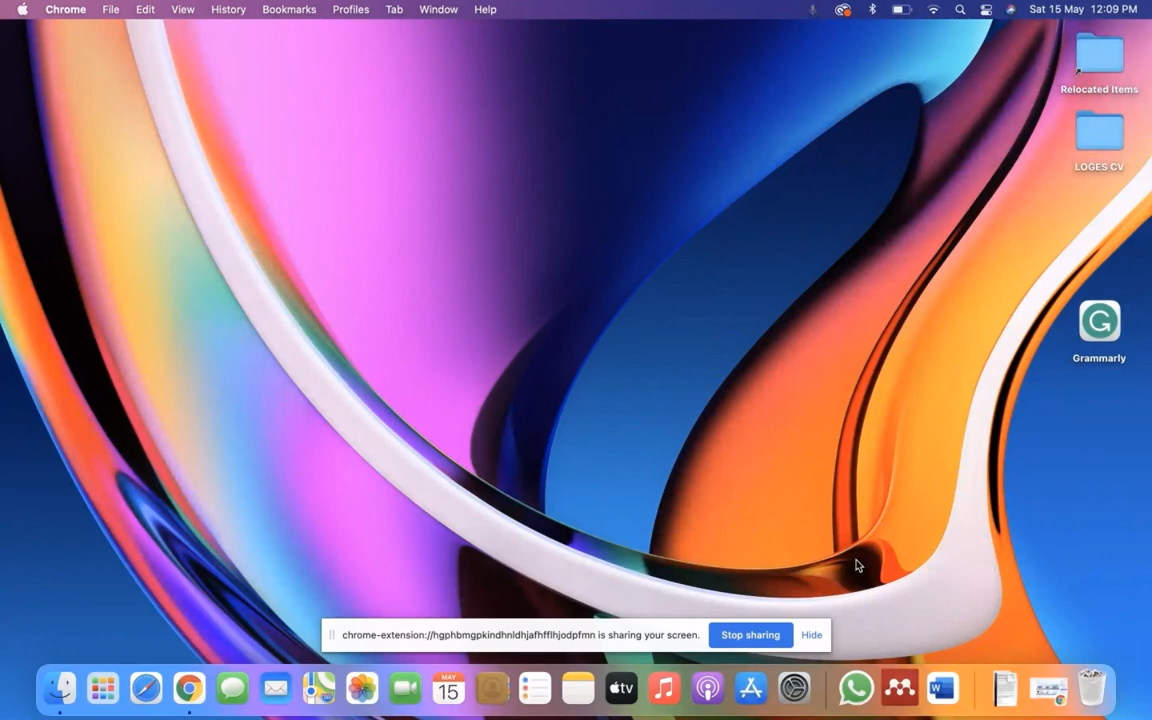 Chrome File Edit View History Bookmarks Profiles Tab Window Help Sat 15 May 12:09 PM
Relocated Items
LOGES CV
Grammarly
chrome-extension://hgphbmgpkindhnldhjafhfflhjodpfmn is sharing your screen. Stop sharing Hide
MAY
15
tv
W